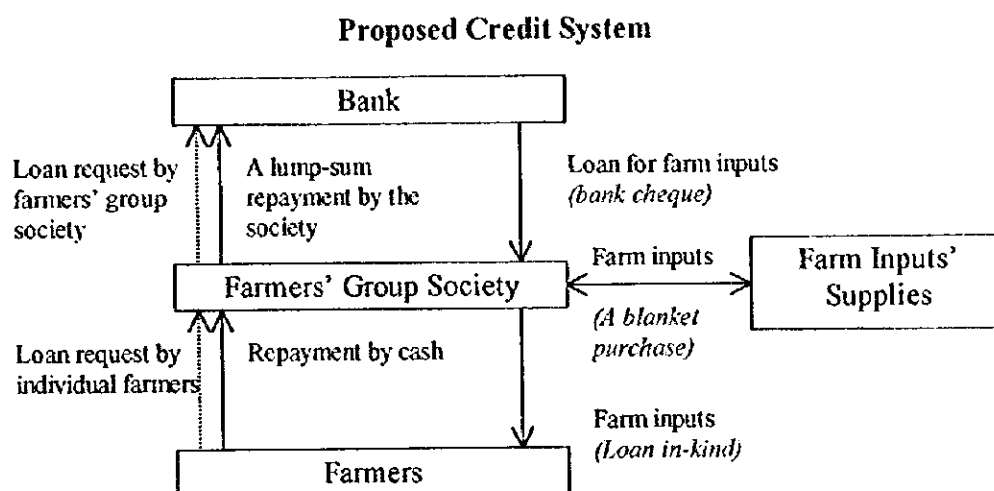 Proposed Credit System
Bank
Loan request by
farmers' group
society
A lump-sum
repayment by the
society
Loan for farm inputs
(bank cheque)
Farmers' Group Society
Farm inputs
(A blanket
purchase)
Farm Inputs'
Supplies
Loan request by
individual farmers
Repayment by cash
Farm inputs
(Loan in-kind)
Farmers